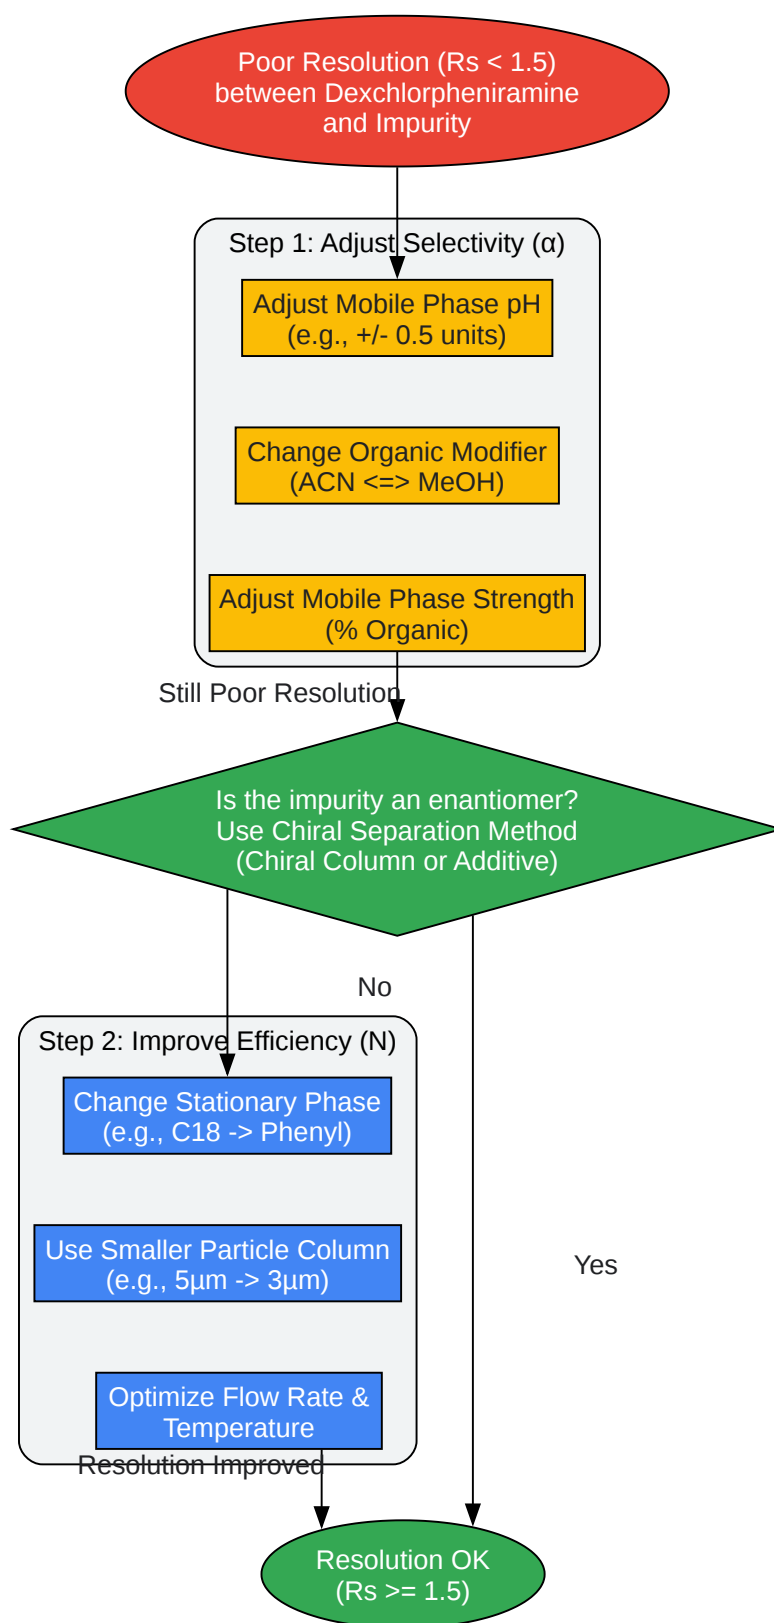 Poor Resolution (Rs < 1.5)
between Dexchlorpheniramine
and Impurity
Step 1: Adjust Selectivity (α)
Adjust Mobile Phase pH
(e.g., +/- 0.5 units)
Change Organic Modifier
(ACN <=> MeOH)
Adjust Mobile Phase Strength
(% Organic)
Still Poor Resolution
Is the impurity an enantiomer?
Use Chiral Separation Method
(Chiral Column or Additive)
No
Step 2: Improve Efficiency (N)
Change Stationary Phase
(e.g., C18 -> Phenyl)
Use Smaller Particle Column
(e.g., 5µm -> 3µm)
Yes
Optimize Flow Rate &
Temperature
Resolution Improved
Resolution OK
(Rs >= 1.5)